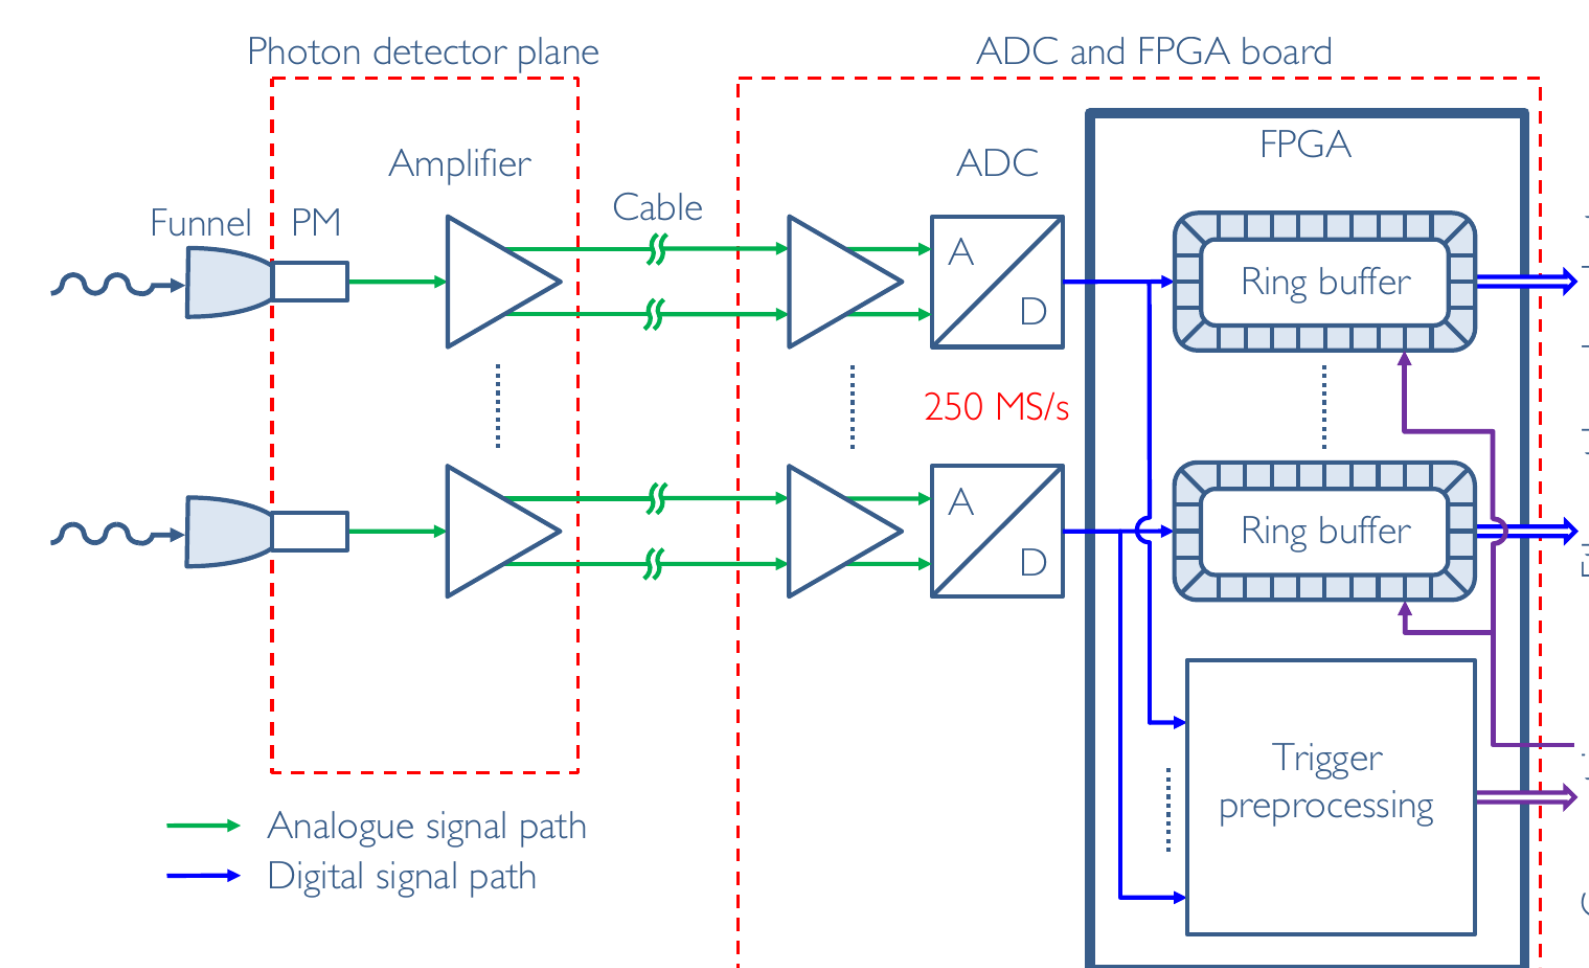 Photon detector plane
ADC and FPGA board
FPGA
Amplifier
ADC
Cable
Funnel
PM
A
D
Ring buffer
250 MS/s
A
D
Ring buffer
Trigger
preprocessing
Analogue signal path
Digital signal path